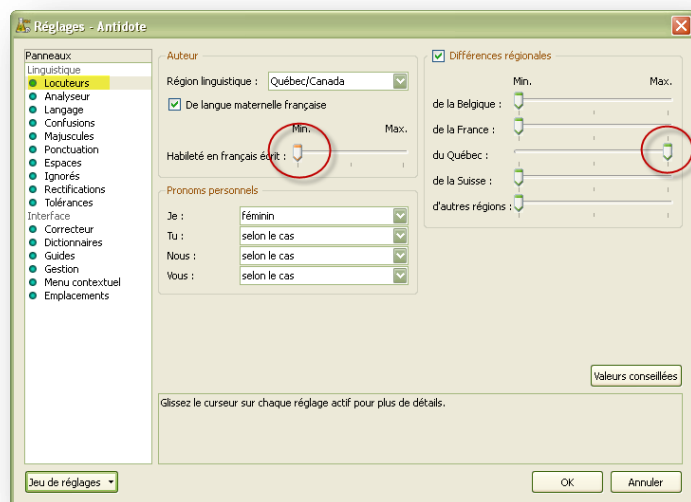 Réglages - Antidote
Panneaux
Linguistique
Locuteurs
Analyseur
Langage
Confusions
Majuscules
Ponctuation
Espaces
Ignorés
Rectifications
Tolérances
Interface
Correcteur
Dictionnaires
Guides
Gestion
Menu contextuel
Emplacements
Auteur
Région linguistique : Québec/Canada
De langue maternelle française
Min. Max.
Habileté en français écrit :
Pronoms personnels
Je : féminin
Tu : selon le cas
Nous : selon le cas
Vous : selon le cas
Différences régionales
Min. Max.
de la Belgique :
de la France :
du Québec :
de la Suisse :
d'autres régions :
Valeurs conseillées
Glissez le curseur sur chaque réglage actif pour plus de détails.
Jeu de réglages
OK
Annuler